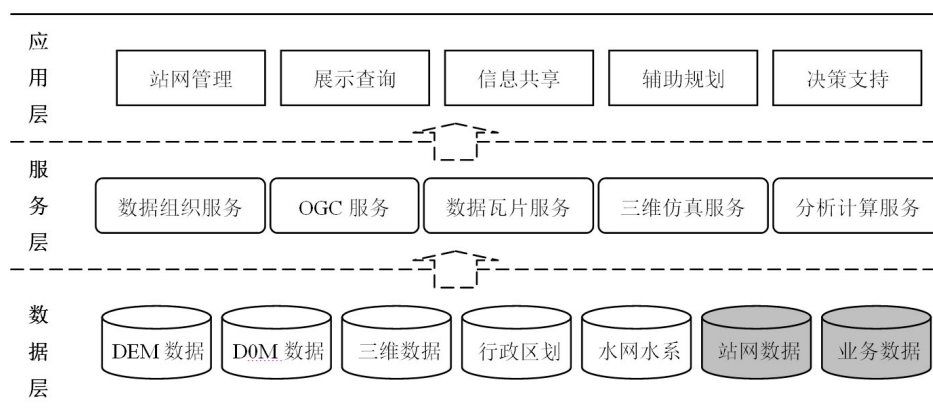 应用层
站网管理 展示查询 信息共享 辅助规划 决策支持
服务层
数据组织服务 OGC 服务 数据瓦片服务 三维仿真服务 分析计算服务
数据层
DEM 数据 D0M 数据 三维数据 行政区划 水网水系 站网数据 业务数据